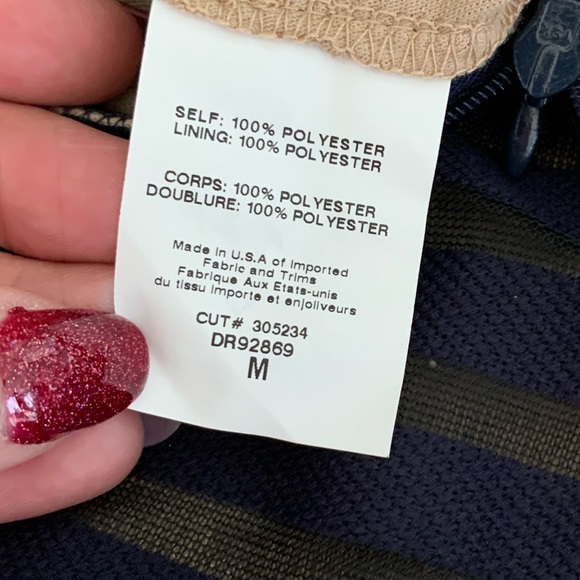 SELF: 100% POLYESTER
LINING: 100% POLYESTER
CORPS: 100% POLYESTER
DOUBLURE: 100% POLYESTER
Made in U.S.A of Imported
Fabric and Trims
Fabrique Aux Etats-unis
du tissu importe et enjoliveurs
CUT# 305234
DR92869
M